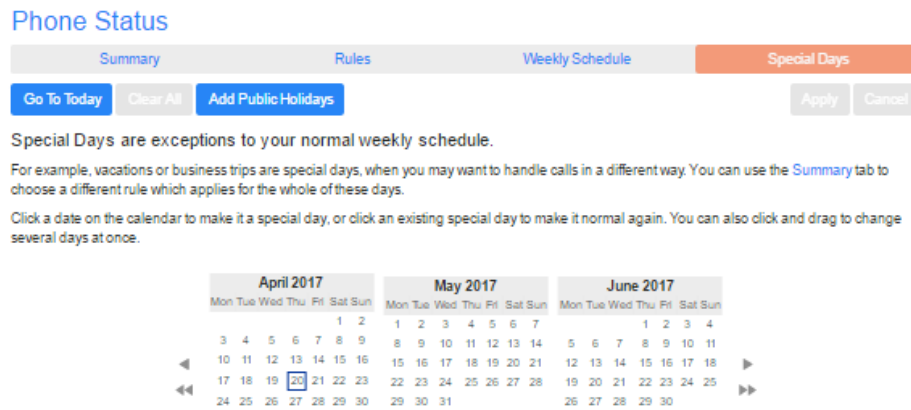 Phone Status
Summary Rules Weekly Schedule Special Days
Go To Today Clear All Add Public Holidays Apply Cancel
Special Days are exceptions to your normal weekly schedule.
For example, vacations or business trips are special days, when you may want to handle calls in a different way. You can use the Summary tab to
choose a different rule which applies for the whole of these days.
Click a date on the calendar to make it a special day, or click an existing special day to make it normal again. You can also click and drag to change
several days at once.
April 2017 May 2017 June 2017
Mon Tue Wed Thu Fri Sat Sun Mon Tue Wed Thu Fri Sat Sun Mon Tue Wed Thu Fri Sat Sun
1 2 1 2 3 4 5 6 7 1 2 3 4
3 4 5 6 7 8 9 8 9 10 11 12 13 14 5 6 7 8 9 10 11
10 11 12 13 14 15 16 15 16 17 18 19 20 21 12 13 14 15 16 17 18
17 18 19 20 21 22 23 22 23 24 25 26 27 28 19 20 21 22 23 24 25
24 25 26 27 28 29 30 29 30 31 26 27 28 29 30